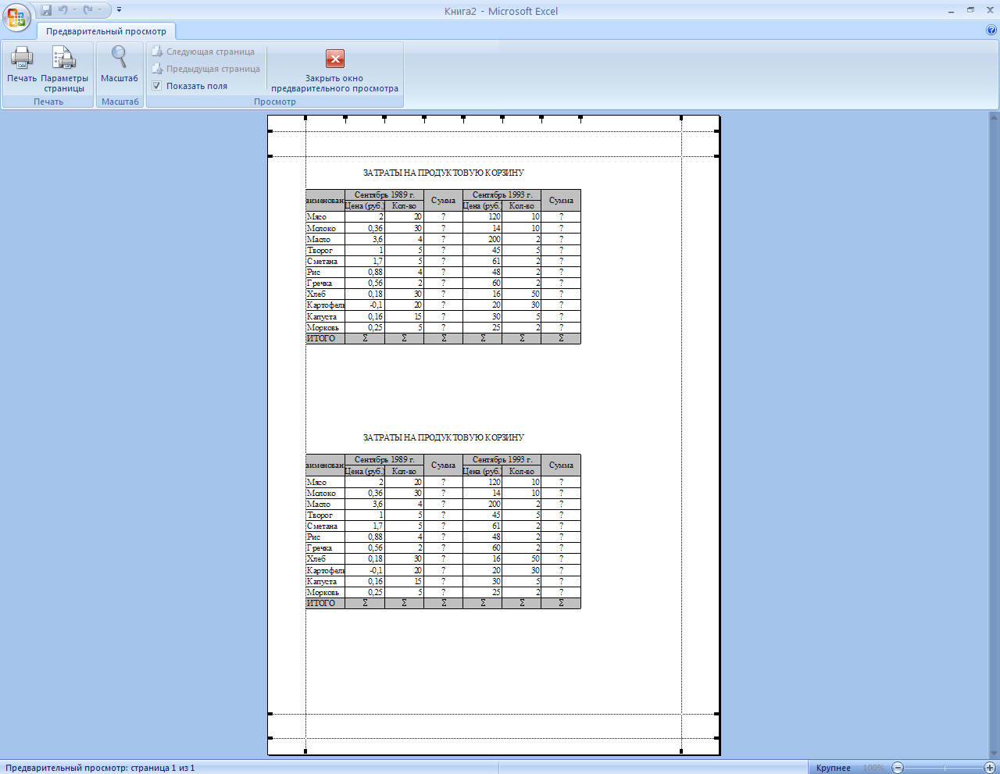 Книга2 - Microsoft Excel
Предварительный просмотр
Печать
Параметры страницы
Масштаб
Следующая страница
Предыдущая страница
Показать поля
Закрыть окно
предварительного просмотра
Печать
Масштаб
Просмотр
ЗАТРАТЫ НА ПРОДУКТОВУЮ КОРЗИНУ
аименован Сентябрь 1989 г. Сумма Сентябрь 1993 г. Сумма
Цена (руб.) Кол-во Цена (руб.) Кол-во
Мясо 2 20 ? 120 10 ?
Молоко 0,36 30 ? 14 10 ?
Масло 3,6 4 ? 200 2 ?
Творог 1 5 ? 45 5 ?
Сметана 1,7 5 ? 61 2 ?
Рис 0,88 4 ? 48 2 ?
Гречка 0,56 2 ? 60 2 ?
Хлеб 0,18 30 ? 16 50 ?
Картофель -0,1 20 ? 20 30 ?
Капуста 0,16 15 ? 30 5 ?
Морковь 0,25 5 ? 25 2 ?
ИТОГО Σ Σ Σ Σ Σ Σ
ЗАТРАТЫ НА ПРОДУКТОВУЮ КОРЗИНУ
аименован Сентябрь 1989 г. Сумма Сентябрь 1993 г. Сумма
Цена (руб.) Кол-во Цена (руб.) Кол-во
Мясо 2 20 ? 120 10 ?
Молоко 0,36 30 ? 14 10 ?
Масло 3,6 4 ? 200 2 ?
Творог 1 5 ? 45 5 ?
Сметана 1,7 5 ? 61 2 ?
Рис 0,88 4 ? 48 2 ?
Гречка 0,56 2 ? 60 2 ?
Хлеб 0,18 30 ? 16 50 ?
Картофель -0,1 20 ? 20 30 ?
Капуста 0,16 15 ? 30 5 ?
Морковь 0,25 5 ? 25 2 ?
ИТОГО Σ Σ Σ Σ Σ Σ
Предварительный просмотр: страница 1 из 1
Крупнее 100%